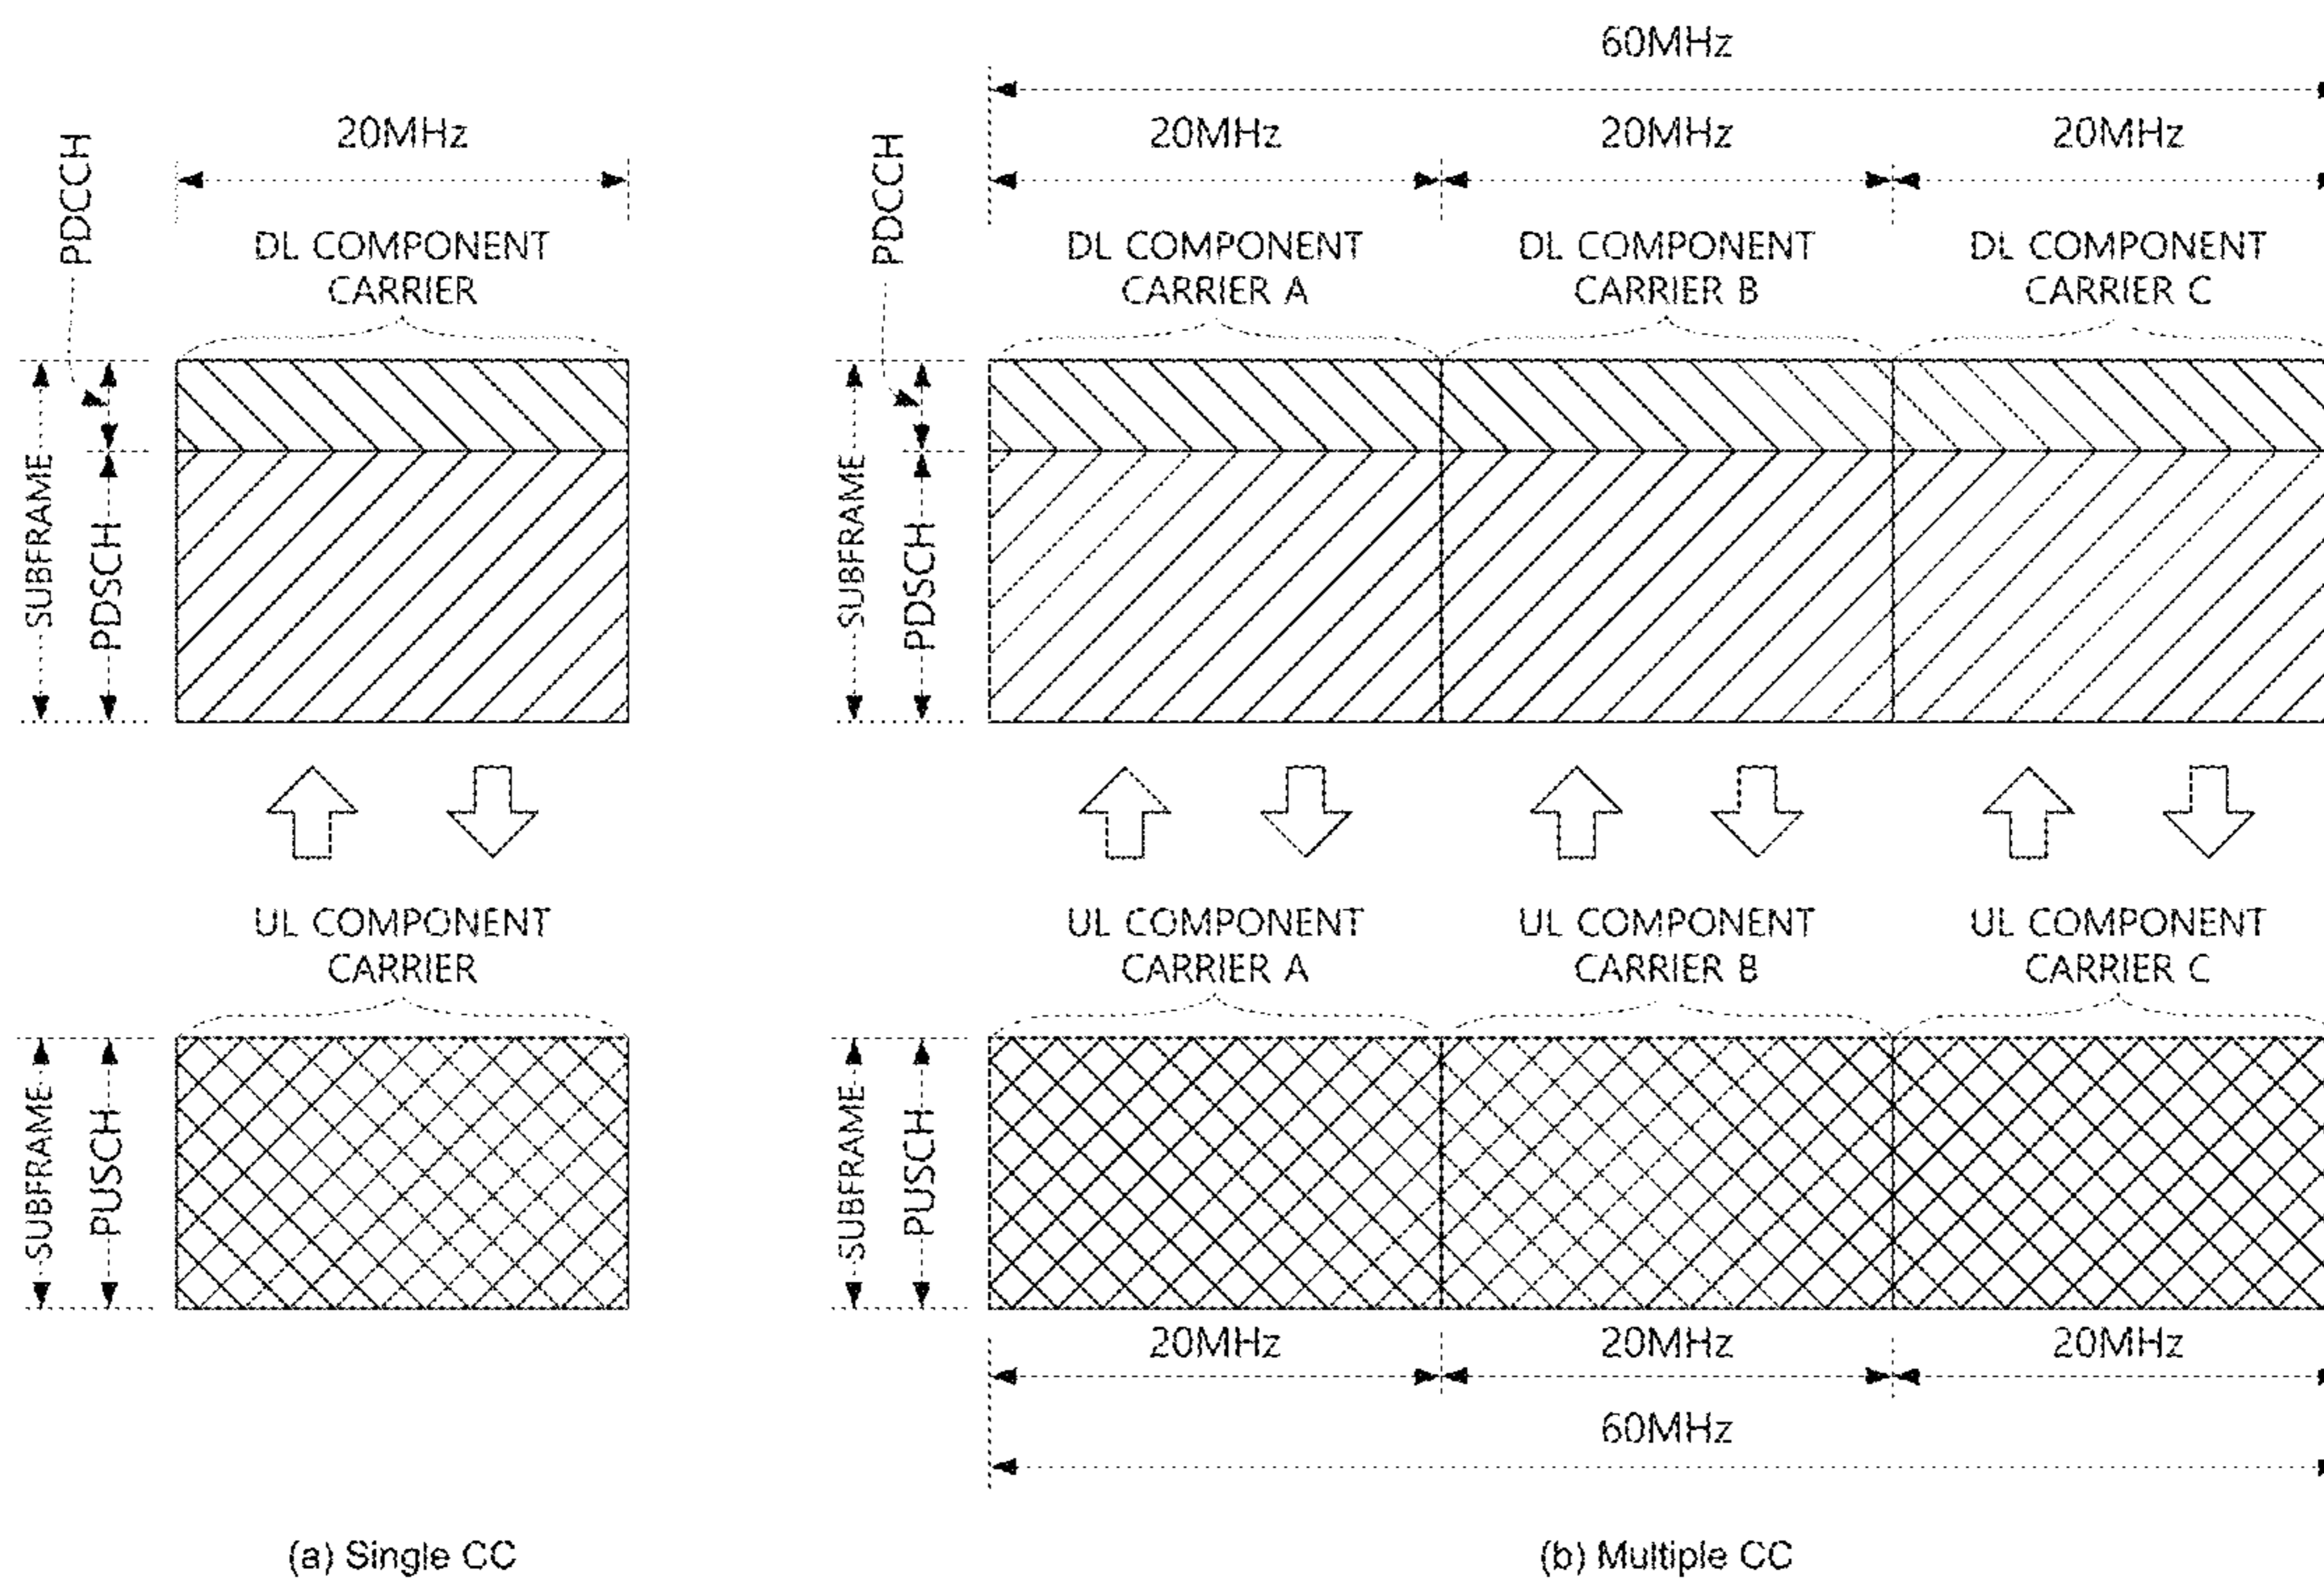 20MHz
PDCCH
DL COMPONENT
CARRIER
SUBFRAME
PDSCH
UL COMPONENT
CARRIER
SUBFRAME
PUSCH
(a) Single CC
60MHz
20MHz
20MHz
20MHz
PDCCH
DL COMPONENT
CARRIER A
DL COMPONENT
CARRIER B
DL COMPONENT
CARRIER C
SUBFRAME
PDSCH
UL COMPONENT
CARRIER A
UL COMPONENT
CARRIER B
UL COMPONENT
CARRIER C
SUBFRAME
PUSCH
20MHz
20MHz
20MHz
60MHz
(b) Multiple CC